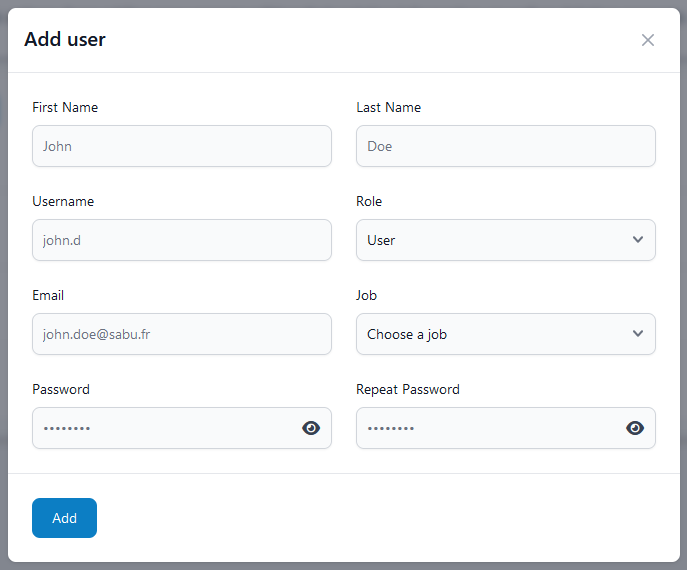 Add user
First Name
Last Name
John
Doe
Username
Role
john.d
User
Email
Job
john.doe@sabu.fr
Choose a job
Password
Repeat Password
••••••••
••••••••
Add